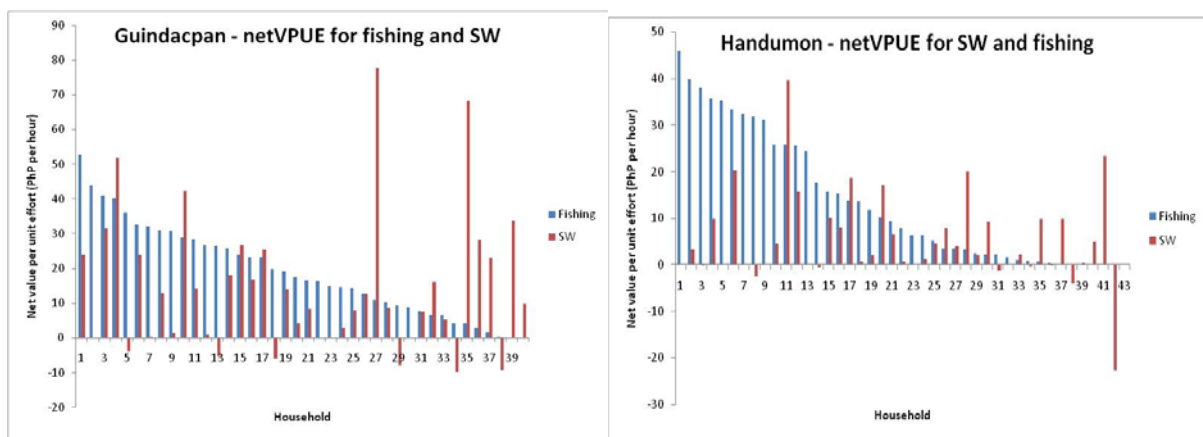 Guindacpan - netVPUE for fishing and SW
Net value per unit effort (PhP per hour)
90
80
70
60
50
40
30
20
10
0
-10
-20
1 3 5 7 9 11 13 15 17 19 21 23 25 27 29 31 33 35 37 39
Household
Fishing
SW
Handumon - netVPUE for SW and fishing
Net value per unit effort (PhP per hour)
50
40
30
20
10
0
-10
-20
-30
1 3 5 7 9 11 13 15 17 19 21 23 25 27 29 31 33 35 37 39 41 43
Household
Fishing
SW